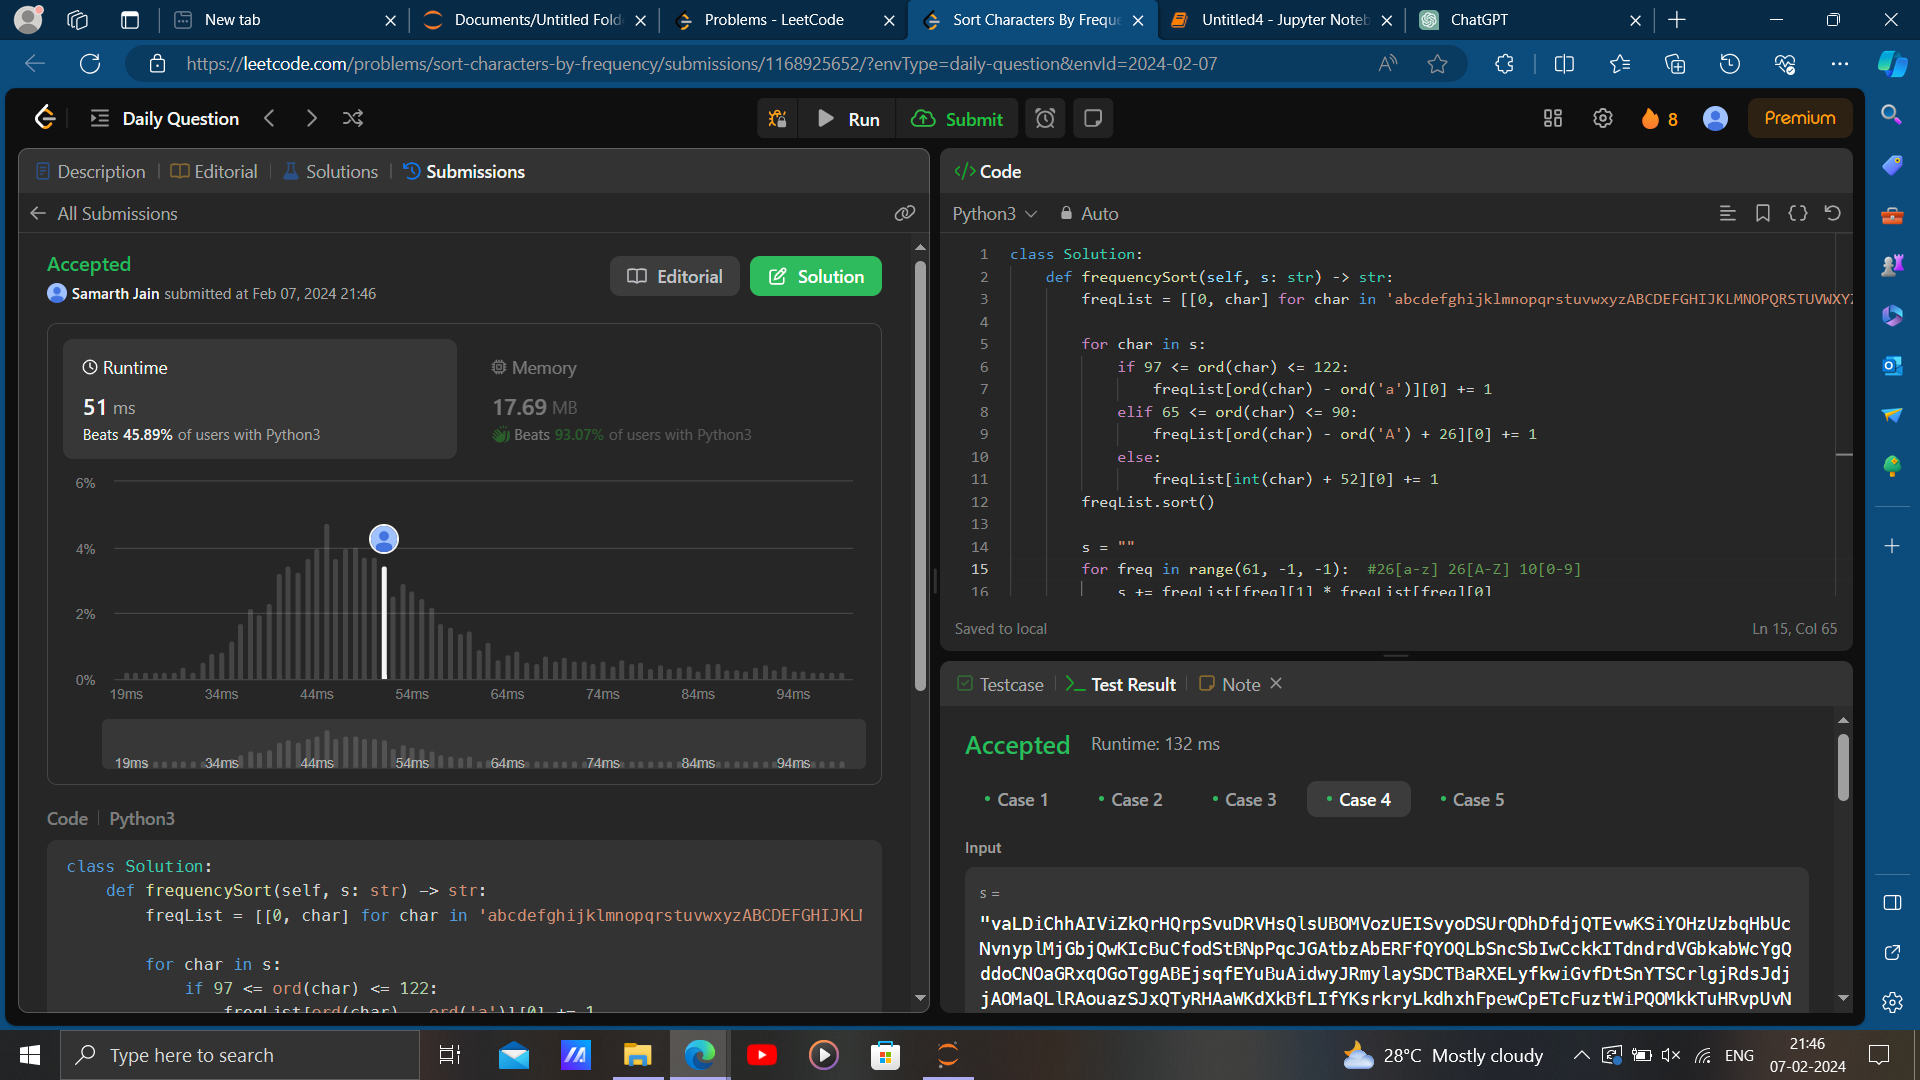 New tab
Documents/Untitled Fold
Problems - LeetCode
Sort Characters By Freque
Untitled4 - Jupyter Noteb
ChatGPT
https://leetcode.com/problems/sort-characters-by-frequency/submissions/1168925652/?envType=daily-question&envId=2024-02-07
Daily Question
Run
Submit
8
Premium
Description
Editorial
Solutions
Submissions
All Submissions
Accepted
Samarth Jain submitted at Feb 07, 2024 21:46
Editorial
Solution
Runtime
51 ms
Beats 45.89% of users with Python3
Memory
17.69 MB
Beats 93.07% of users with Python3
6%
4%
2%
0%
19ms 34ms 44ms 54ms 64ms 74ms 84ms 94ms
19ms 34ms 44ms 54ms 64ms 74ms 84ms 94ms
Code | Python3
class Solution:
def frequencySort(self, s: str) -> str:
freqList = [[0, char] for char in 'abcdefghijklmnopqrstuvwxyzABCDEFGHIJKL
for char in s:
if 97 <= ord(char) <= 122:
freqList[ord(char) - ord('a')][0] += 1
</> Code
Python3
Auto
1 class Solution:
2 def frequencySort(self, s: str) -> str:
3 freqList = [[0, char] for char in 'abcdefghijklmnopqrstuvwxyzABCDEFGHIJKLMNOPQRSTUVWXYZ
4
5 for char in s:
6 if 97 <= ord(char) <= 122:
7 freqList[ord(char) - ord('a')][0] += 1
8 elif 65 <= ord(char) <= 90:
9 freqList[ord(char) - ord('A') + 26][0] += 1
10 else:
11 freqList[int(char) + 52][0] += 1
12 freqList.sort()
13
14 s = ""
15 for freq in range(61, -1, -1): #26[a-z] 26[A-Z] 10[0-9]
16 s += freqList[freq][1] * freqList[freq][0]
Saved to local
Ln 15, Col 65
Testcase
Test Result
Note
Accepted Runtime: 132 ms
Case 1
Case 2
Case 3
Case 4
Case 5
Input
s =
"vaLDiChhAIViZkQrHQrpSvuDRVHsQlsUBOMVozUEISvyoDSUrQDhDfdjQTEvwKSiYOHzUzbqHbUc
NvnyplMjGbjQwKIcBuCfodStBNpPqcJGAtbzAbERFfQYOQLbSncSbIwCckkITdndrdVGbkabWcYgQ
ddoCNOaGRxqOGoTggABEjsqfEYuBuAidwyJRmylaySDCTBaRXELyfkwiGvfDtSnYTSCrlgjRdsJdj
jAOMaQLlRAouazSJxQTyRHAaWKdXkBfLIfYKsrkryLkdhxhFpewCpETcFuztWiPQOMkkTuHRvpUvN
Type here to search
28°C Mostly cloudy
ENG
21:46
07-02-2024